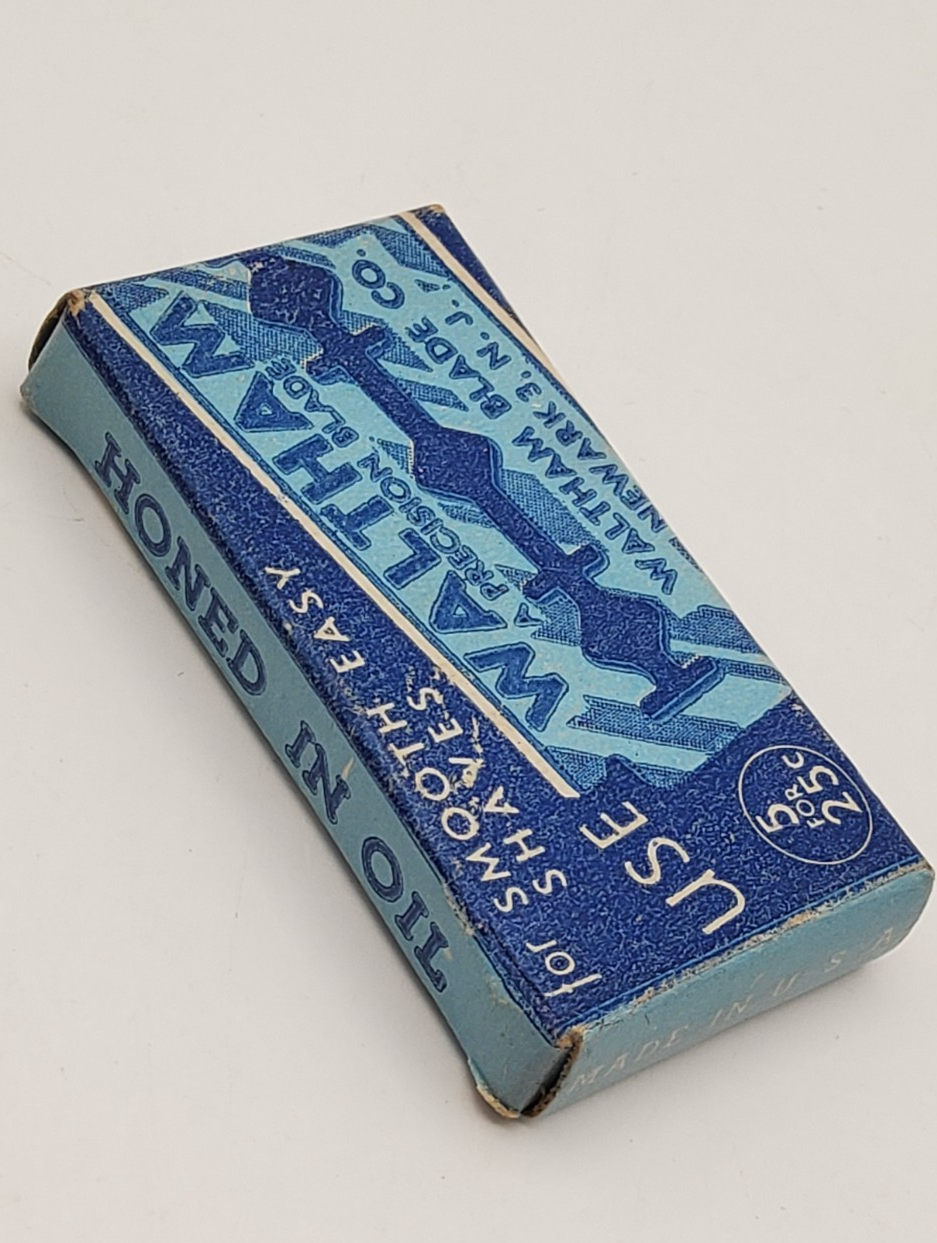 for SMOOTH EASY
SHAVES
USE
WALTHAM
PRECISION BLADE
WALTHAM BLADE CO.
NEWARK 3, N. J.
5
FOR
25c
HONED IN OIL
MADE IN U S A